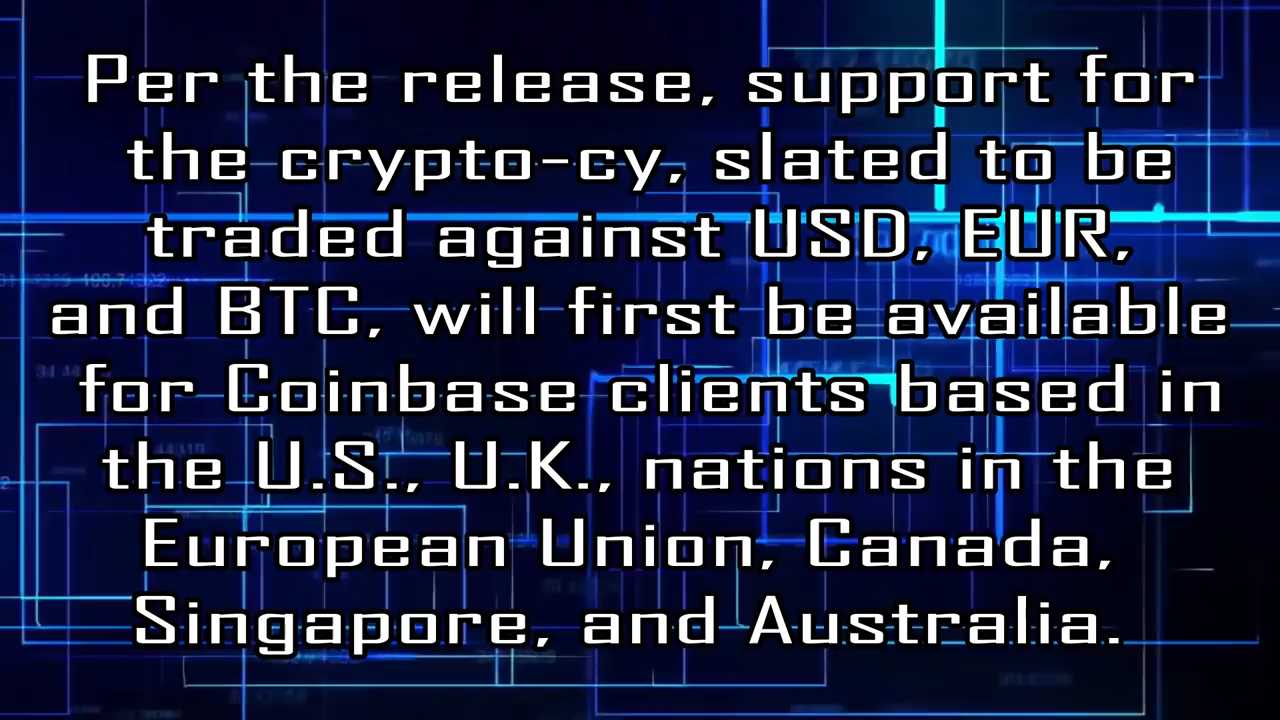 Per the release, support for
the crypto-cy, slated to be
traded against USD, EUR,
and BTC, will first be available
for Coinbase clients based in
the U.S., U.K., nations in the
European Union, Canada,
Singapore, and Australia.